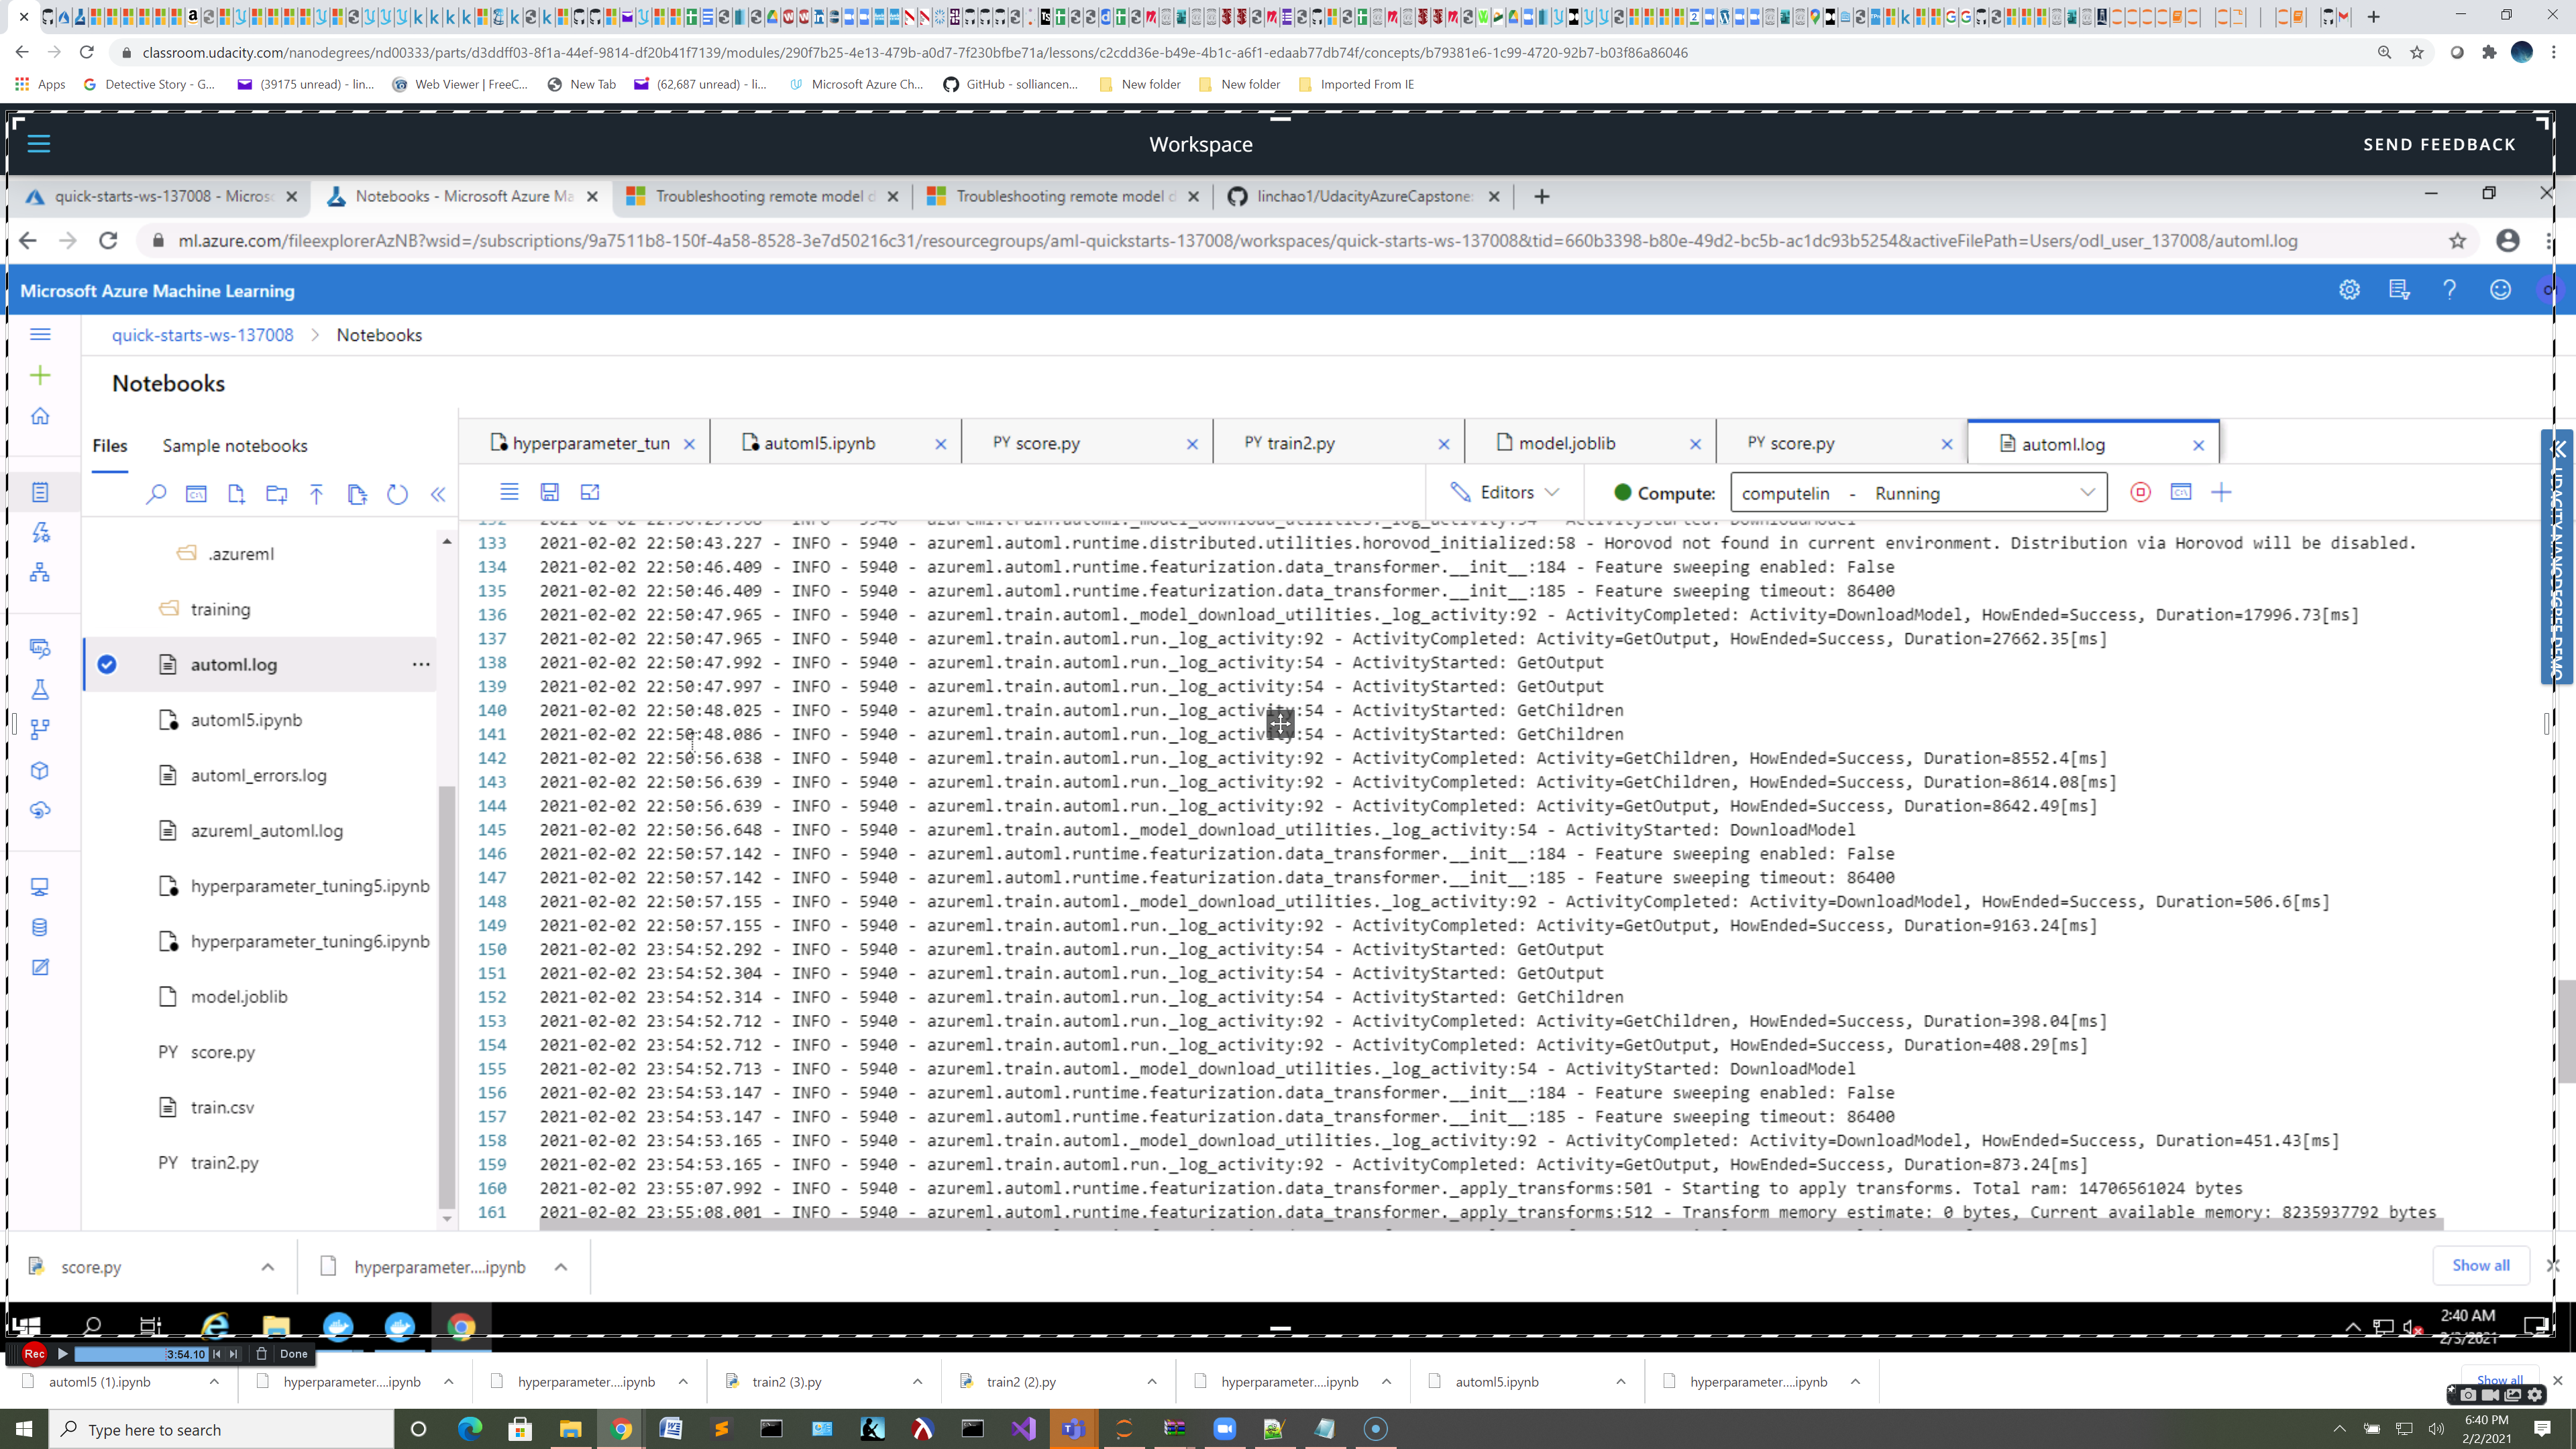 classroom.udacity.com/nanodegrees/nd00333/parts/d3ddff03-8f1a-44ef-9814-df20b41f7139/modules/290f7b25-4e13-479b-a0d7-7f230bfbe71a/lessons/c2cdd36e-b49e-4b1c-a6f1-edaab77db74f/concepts/b79381e6-1c99-4720-92b7-b03f86a86046
Apps Detective Story - G... (39175 unread) - lin... Web Viewer | FreeC... New Tab (62,687 unread) - li... Microsoft Azure Ch... GitHub - solliancen... New folder New folder Imported From IE
Workspace SEND FEEDBACK
quick-starts-ws-137008 - Micros Notebooks - Microsoft Azure Ma Troubleshooting remote model d Troubleshooting remote model d linchao1/UdacityAzureCapstone:
ml.azure.com/fileexplorerAzNB?wsid=/subscriptions/9a7511b8-150f-4a58-8528-3e7d50216c31/resourcegroups/aml-quickstarts-137008/workspaces/quick-starts-ws-137008&tid=660b3398-b80e-49d2-bc5b-ac1dc93b5254&activeFilePath=Users/odl_user_137008/automl.log
Microsoft Azure Machine Learning
quick-starts-ws-137008 > Notebooks
Notebooks
Files Sample notebooks
hyperparameter_tun automl5.ipynb PY score.py PY train2.py model.joblib PY score.py automl.log
Editors Compute: computelin - Running
UDACITY NANODEGREE DEMO
.azureml
training
automl.log
automl5.ipynb
automl_errors.log
azureml_automl.log
hyperparameter_tuning5.ipynb
hyperparameter_tuning6.ipynb
model.joblib
PY score.py
train.csv
PY train2.py
133 2021-02-02 22:50:43.227 - INFO - 5940 - azureml.automl.runtime.distributed.utilities.horovod_initialized:58 - Horovod not found in current environment. Distribution via Horovod will be disabled.
134 2021-02-02 22:50:46.409 - INFO - 5940 - azureml.automl.runtime.featurization.data_transformer.__init__:184 - Feature sweeping enabled: False
135 2021-02-02 22:50:46.409 - INFO - 5940 - azureml.automl.runtime.featurization.data_transformer.__init__:185 - Feature sweeping timeout: 86400
136 2021-02-02 22:50:47.965 - INFO - 5940 - azureml.train.automl._model_download_utilities._log_activity:92 - ActivityCompleted: Activity=DownloadModel, HowEnded=Success, Duration=17996.73[ms]
137 2021-02-02 22:50:47.965 - INFO - 5940 - azureml.train.automl.run._log_activity:92 - ActivityCompleted: Activity=GetOutput, HowEnded=Success, Duration=27662.35[ms]
138 2021-02-02 22:50:47.992 - INFO - 5940 - azureml.train.automl.run._log_activity:54 - ActivityStarted: GetOutput
139 2021-02-02 22:50:47.997 - INFO - 5940 - azureml.train.automl.run._log_activity:54 - ActivityStarted: GetOutput
140 2021-02-02 22:50:48.025 - INFO - 5940 - azureml.train.automl.run._log_activity:54 - ActivityStarted: GetChildren
141 2021-02-02 22:50:48.086 - INFO - 5940 - azureml.train.automl.run._log_activity:54 - ActivityStarted: GetChildren
142 2021-02-02 22:50:56.638 - INFO - 5940 - azureml.train.automl.run._log_activity:92 - ActivityCompleted: Activity=GetChildren, HowEnded=Success, Duration=8552.4[ms]
143 2021-02-02 22:50:56.639 - INFO - 5940 - azureml.train.automl.run._log_activity:92 - ActivityCompleted: Activity=GetChildren, HowEnded=Success, Duration=8614.08[ms]
144 2021-02-02 22:50:56.639 - INFO - 5940 - azureml.train.automl.run._log_activity:92 - ActivityCompleted: Activity=GetOutput, HowEnded=Success, Duration=8642.49[ms]
145 2021-02-02 22:50:56.648 - INFO - 5940 - azureml.train.automl._model_download_utilities._log_activity:54 - ActivityStarted: DownloadModel
146 2021-02-02 22:50:57.142 - INFO - 5940 - azureml.automl.runtime.featurization.data_transformer.__init__:184 - Feature sweeping enabled: False
147 2021-02-02 22:50:57.142 - INFO - 5940 - azureml.automl.runtime.featurization.data_transformer.__init__:185 - Feature sweeping timeout: 86400
148 2021-02-02 22:50:57.155 - INFO - 5940 - azureml.train.automl._model_download_utilities._log_activity:92 - ActivityCompleted: Activity=DownloadModel, HowEnded=Success, Duration=506.6[ms]
149 2021-02-02 22:50:57.155 - INFO - 5940 - azureml.train.automl.run._log_activity:92 - ActivityCompleted: Activity=GetOutput, HowEnded=Success, Duration=9163.24[ms]
150 2021-02-02 23:54:52.292 - INFO - 5940 - azureml.train.automl.run._log_activity:54 - ActivityStarted: GetOutput
151 2021-02-02 23:54:52.304 - INFO - 5940 - azureml.train.automl.run._log_activity:54 - ActivityStarted: GetOutput
152 2021-02-02 23:54:52.314 - INFO - 5940 - azureml.train.automl.run._log_activity:54 - ActivityStarted: GetChildren
153 2021-02-02 23:54:52.712 - INFO - 5940 - azureml.train.automl.run._log_activity:92 - ActivityCompleted: Activity=GetChildren, HowEnded=Success, Duration=398.04[ms]
154 2021-02-02 23:54:52.712 - INFO - 5940 - azureml.train.automl.run._log_activity:92 - ActivityCompleted: Activity=GetOutput, HowEnded=Success, Duration=408.29[ms]
155 2021-02-02 23:54:52.713 - INFO - 5940 - azureml.train.automl._model_download_utilities._log_activity:54 - ActivityStarted: DownloadModel
156 2021-02-02 23:54:53.147 - INFO - 5940 - azureml.automl.runtime.featurization.data_transformer.__init__:184 - Feature sweeping enabled: False
157 2021-02-02 23:54:53.147 - INFO - 5940 - azureml.automl.runtime.featurization.data_transformer.__init__:185 - Feature sweeping timeout: 86400
158 2021-02-02 23:54:53.165 - INFO - 5940 - azureml.train.automl._model_download_utilities._log_activity:92 - ActivityCompleted: Activity=DownloadModel, HowEnded=Success, Duration=451.43[ms]
159 2021-02-02 23:54:53.165 - INFO - 5940 - azureml.train.automl.run._log_activity:92 - ActivityCompleted: Activity=GetOutput, HowEnded=Success, Duration=873.24[ms]
160 2021-02-02 23:55:07.992 - INFO - 5940 - azureml.automl.runtime.featurization.data_transformer._apply_transforms:501 - Starting to apply transforms. Total ram: 14706561024 bytes
161 2021-02-02 23:55:08.001 - INFO - 5940 - azureml.automl.runtime.featurization.data_transformer._apply_transforms:512 - Transform memory estimate: 0 bytes, Current available memory: 8235937792 bytes
score.py hyperparameter....ipynb Show all
2:40 AM
2/3/2021
Rec 3:54.10 Done
automl5 (1).ipynb hyperparameter....ipynb hyperparameter....ipynb train2 (3).py train2 (2).py hyperparameter....ipynb automl5.ipynb hyperparameter....ipynb Show all
Type here to search
6:40 PM
2/2/2021